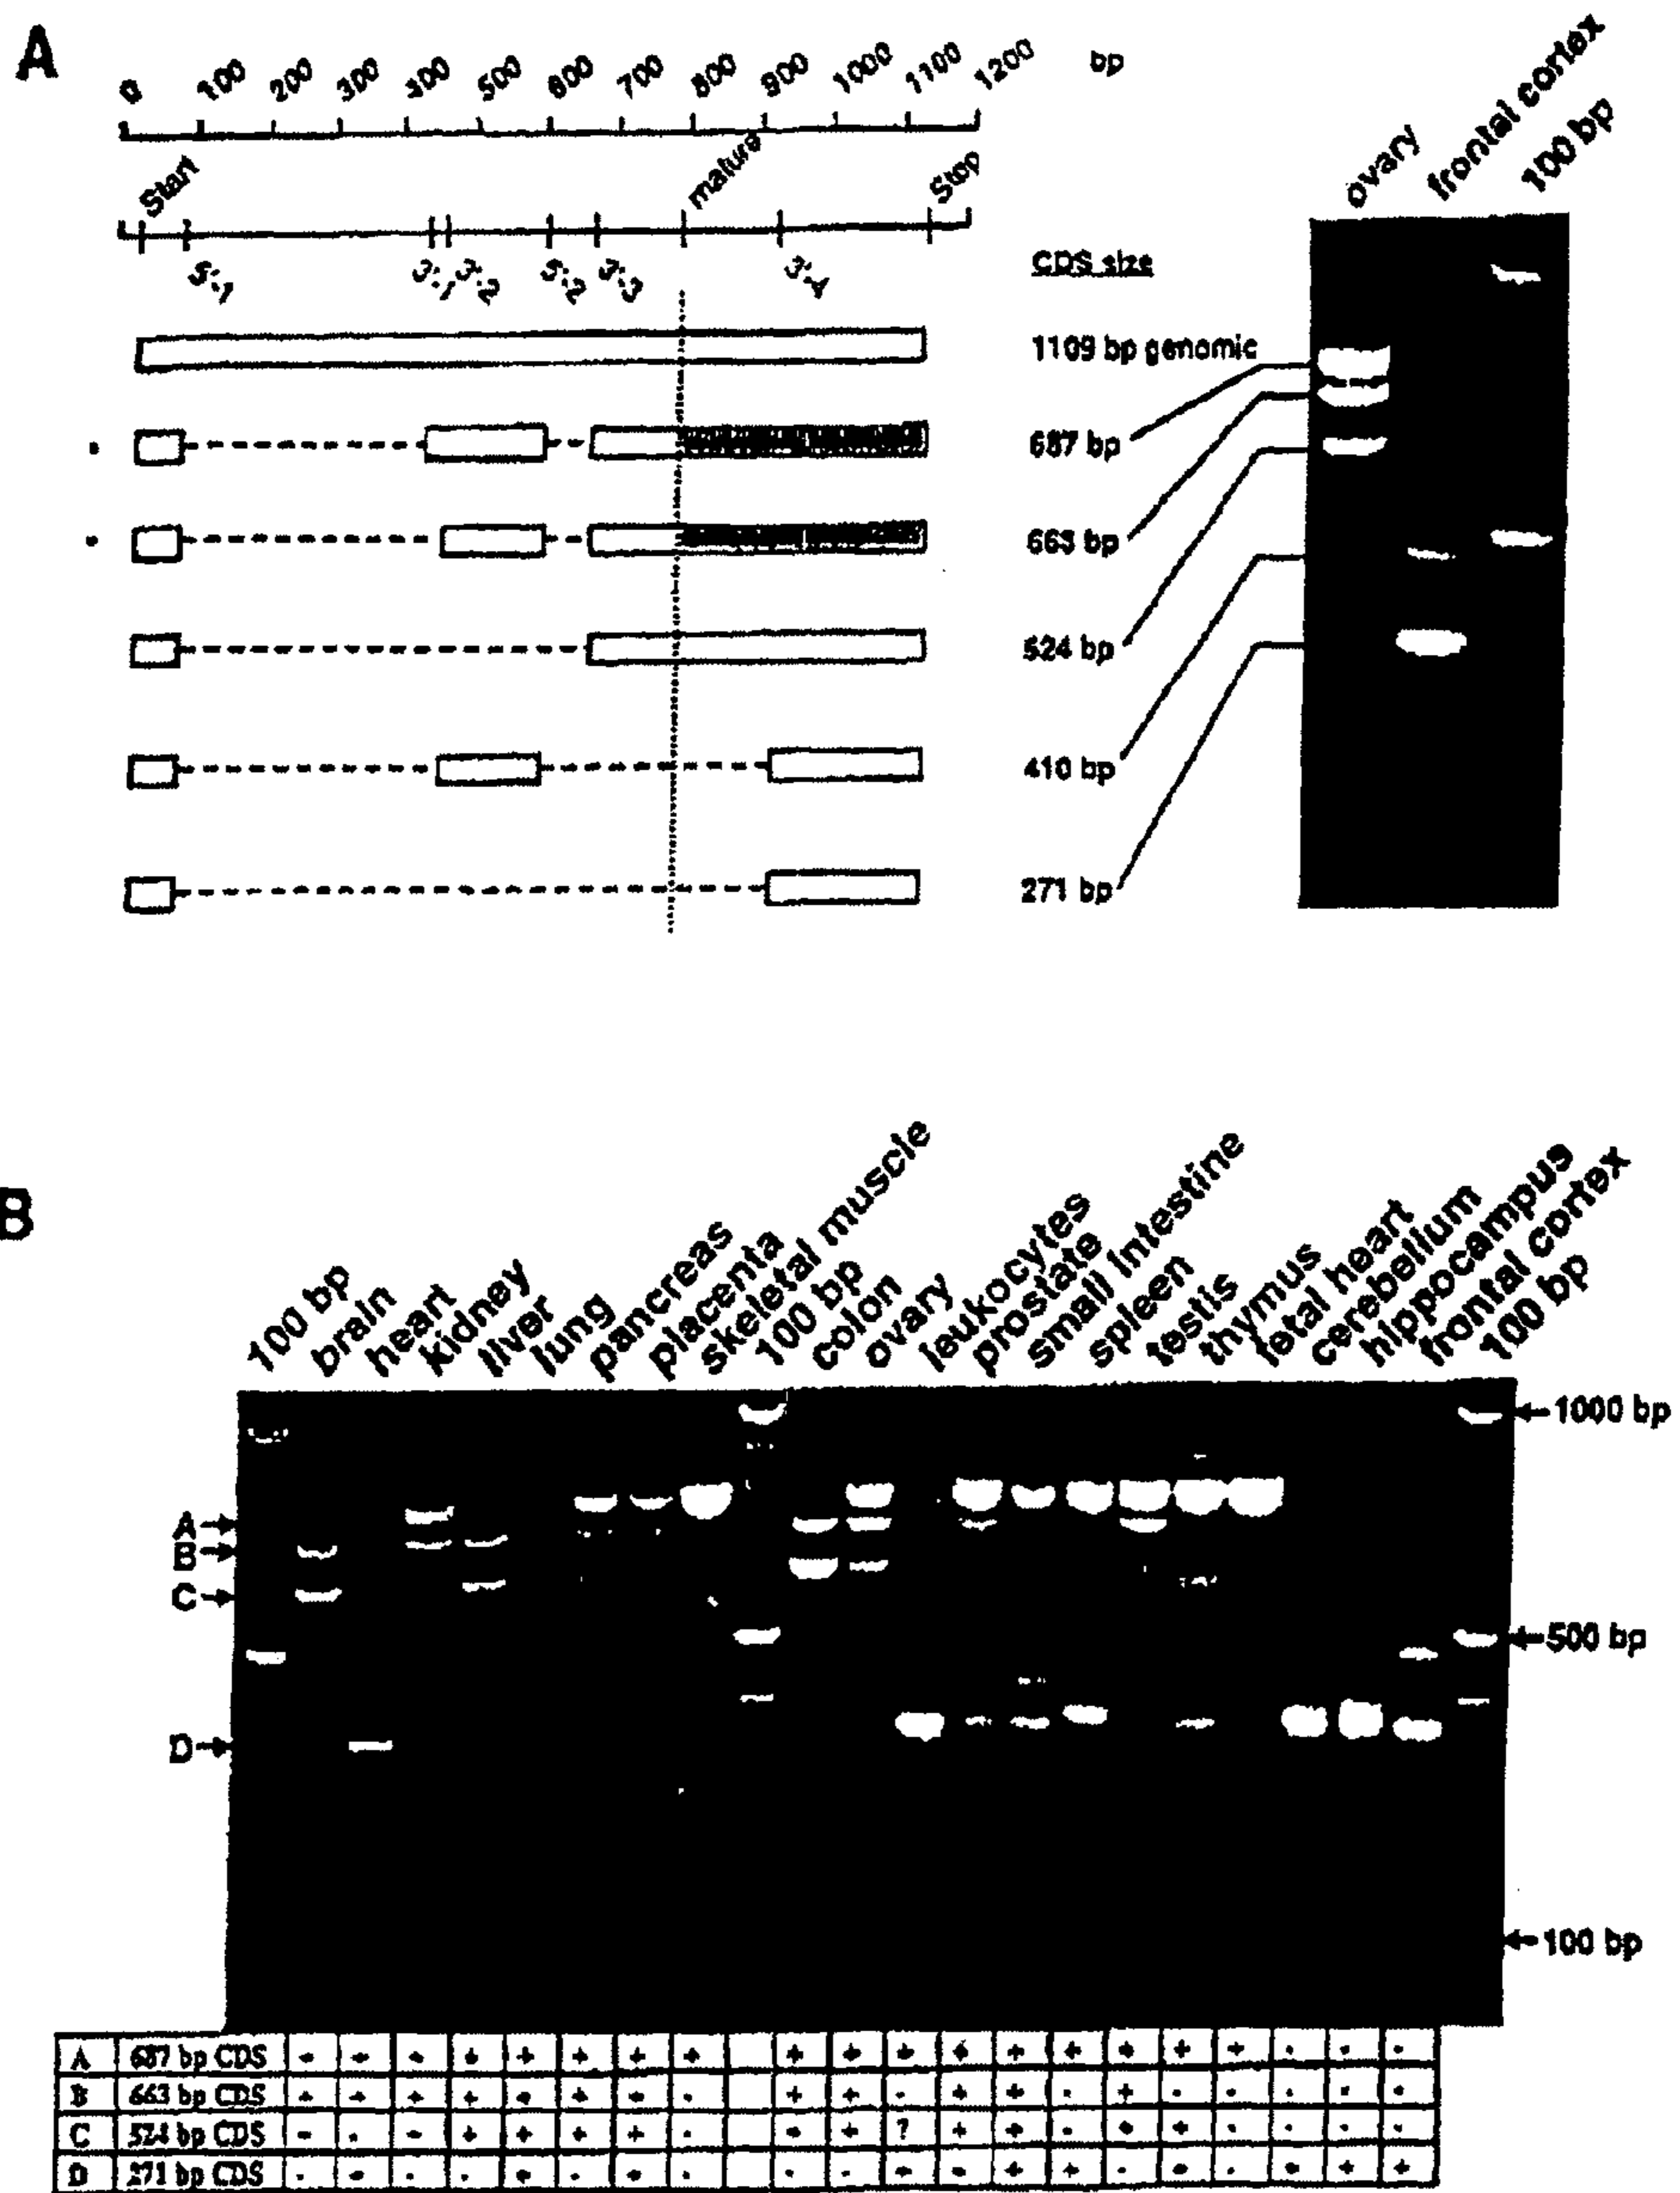 A
0 100 200 300 400 500 600 700 800 900 1000 1100 1200 bp
Start mature Stop
5'-1 3'-1 3'-2 5'-2 3'-3 3'-4
CDS size
1109 bp genomic
687 bp
663 bp
524 bp
410 bp
271 bp
ovary
frontal cortex
100 bp
B
100 bp
brain
heart
kidney
liver
lung
pancreas
placenta
skeletal muscle
100 bp
colon
ovary
leukocytes
prostate
small intestine
spleen
testis
thymus
fetal heart
cerebellum
hippocampus
frontal cortex
100 bp
1000 bp
500 bp
100 bp
A
B
C
D
A 687 bp CDS
B 663 bp CDS
C 524 bp CDS ?
D 271 bp CDS